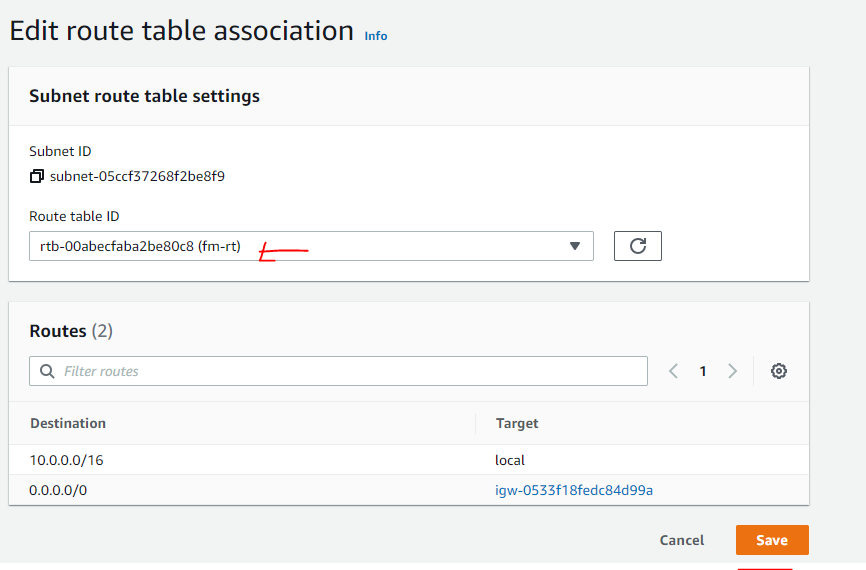 Edit route table association Info
Subnet route table settings
Subnet ID
subnet-05ccf37268f2be8f9
Route table ID
rtb-00abecfaba2be80c8 (fm-rt)
Routes (2)
Filter routes
1
Destination Target
10.0.0.0/16 local
0.0.0.0/0 igw-0533f18fedc84d99a
Cancel Save